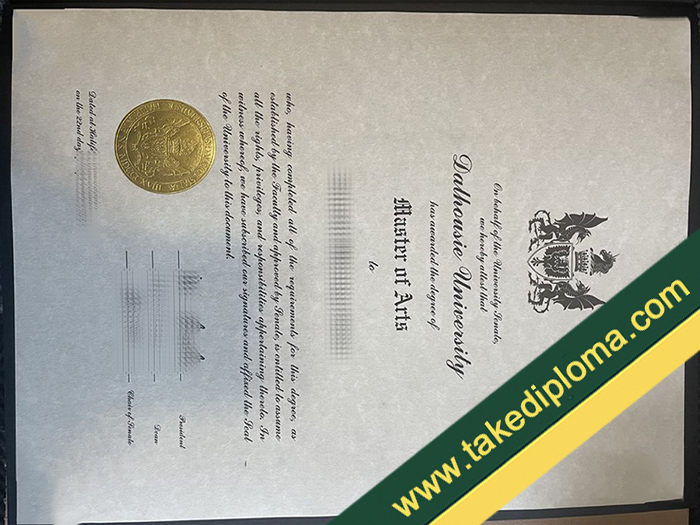 On behalf of the University Senate,
we hereby attest that
Dalhousie University
has awarded the degree of
Master of Arts
to
who, having completed all of the requirements for this degree, as
established by the Faculty and approved by Senate, is entitled to assume
all the rights, privileges, and responsibilities appertaining thereto. In
witness whereof, we have subscribed our signatures and affixed the Seal
of the University to this document.
President
Dean
Chair of Senate
Dated at Halif
on the 22nd day
www.takediploma.com